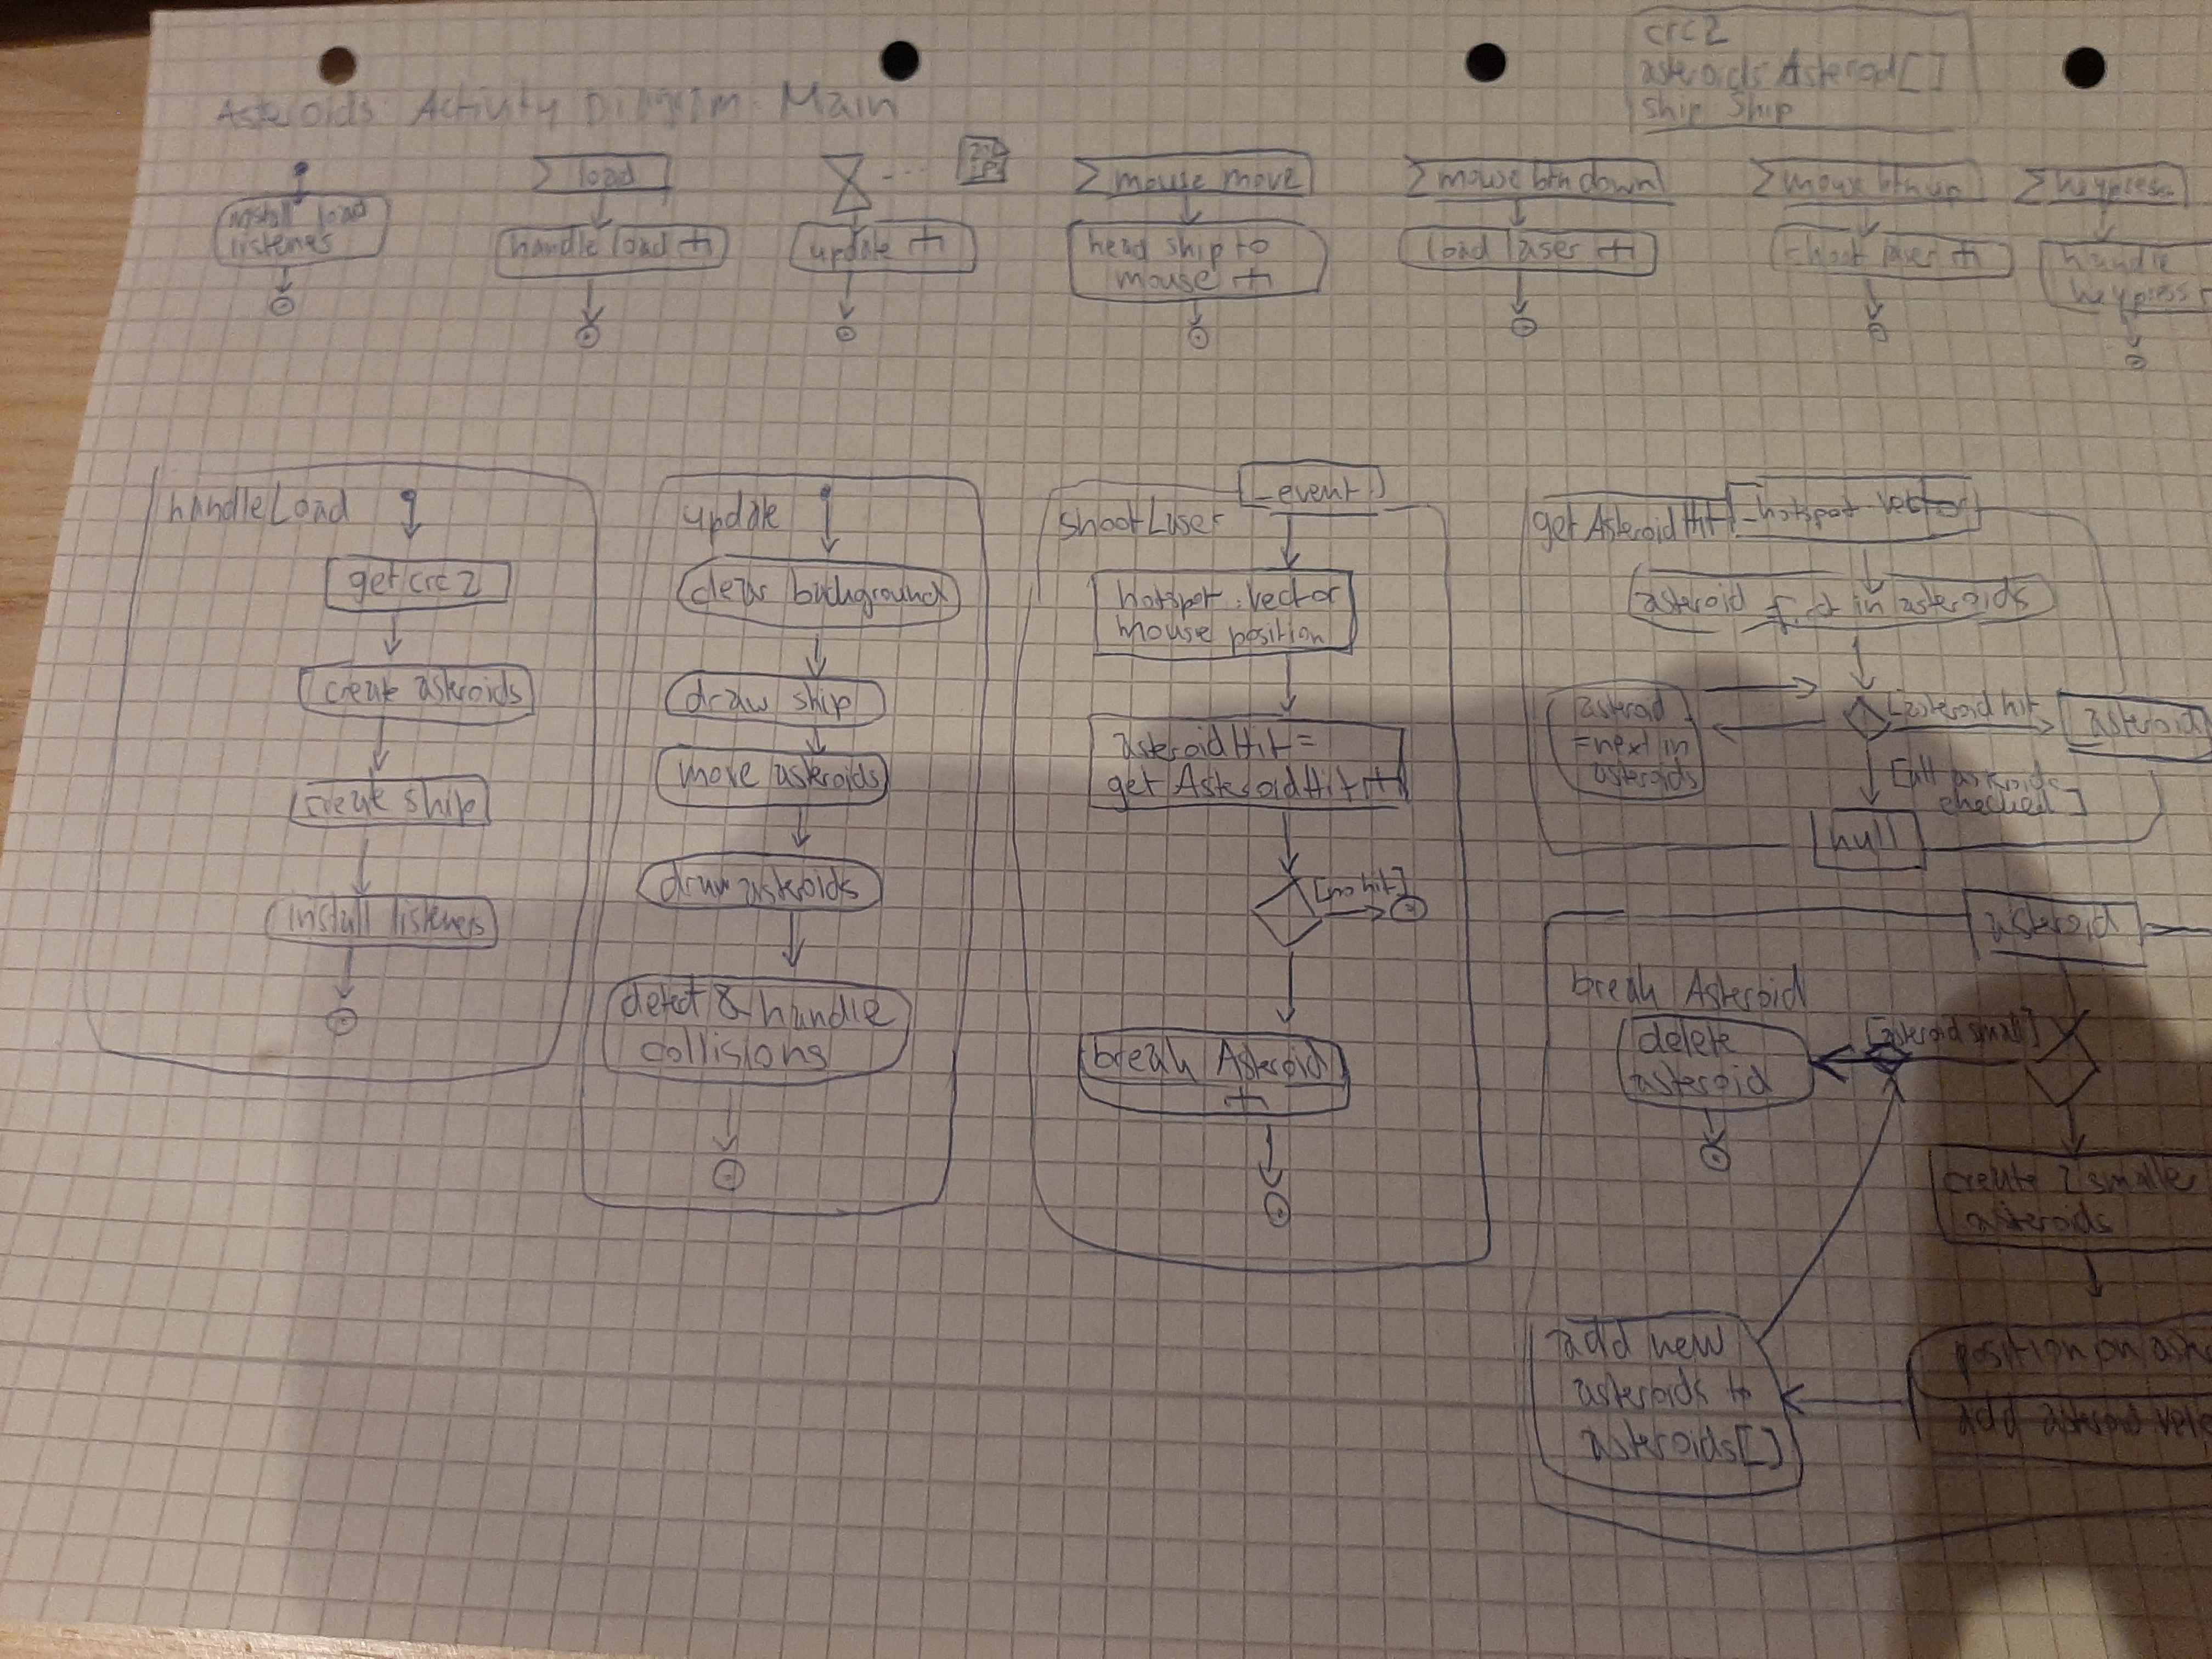 crc2
asteroids: Asteroid[]
ship: Ship
Asteroids: Activity Diagram: Main
install load
listeners
load
handle load
update
mouse move
head ship to
mouse
mouse btn down
load laser
mouse btn up
shoot laser
keypress
handle
keypress
handleLoad
get crc2
create asteroids
create ship
install listeners
update
clear background
draw ship
move asteroids
draw asteroids
detect & handle
collisions
shootLaser
_event
hotspot: vector
mouse position
asteroidHit =
getAsteroidHit
[no hit]
break Asteroid
getAsteroidHit
_hotspot vector
asteroid in asteroids
asteroid
= next in
asteroids
[asteroid hit
asteroid
[all asteroids
checked]
null
asteroid
break Asteroid
[asteroid small]
delete
asteroid
create 2 smaller
asteroids
position on
add asteroid
add new
asteroids to
asteroids[]